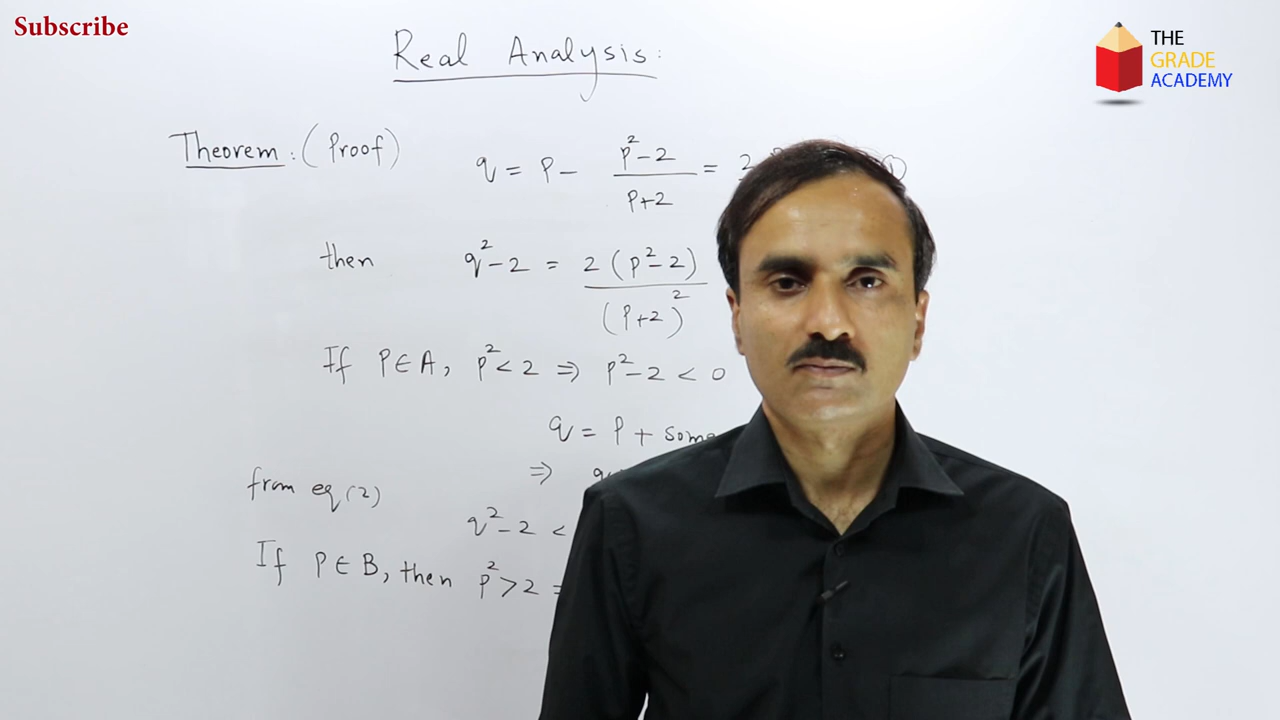 Subscribe
THE
GRADE
ACADEMY
Real Analysis:
Theorem: (Proof)
q = p - p²-2 / p+2 = 2 ①
then q²-2 = 2(p²-2) / (p+2)²
If p∈A, p²<2 ⇒ p²-2 < 0
q = p + some
⇒ q
from eq(2)
q²-2 <
If p∈B, then p²>2 =